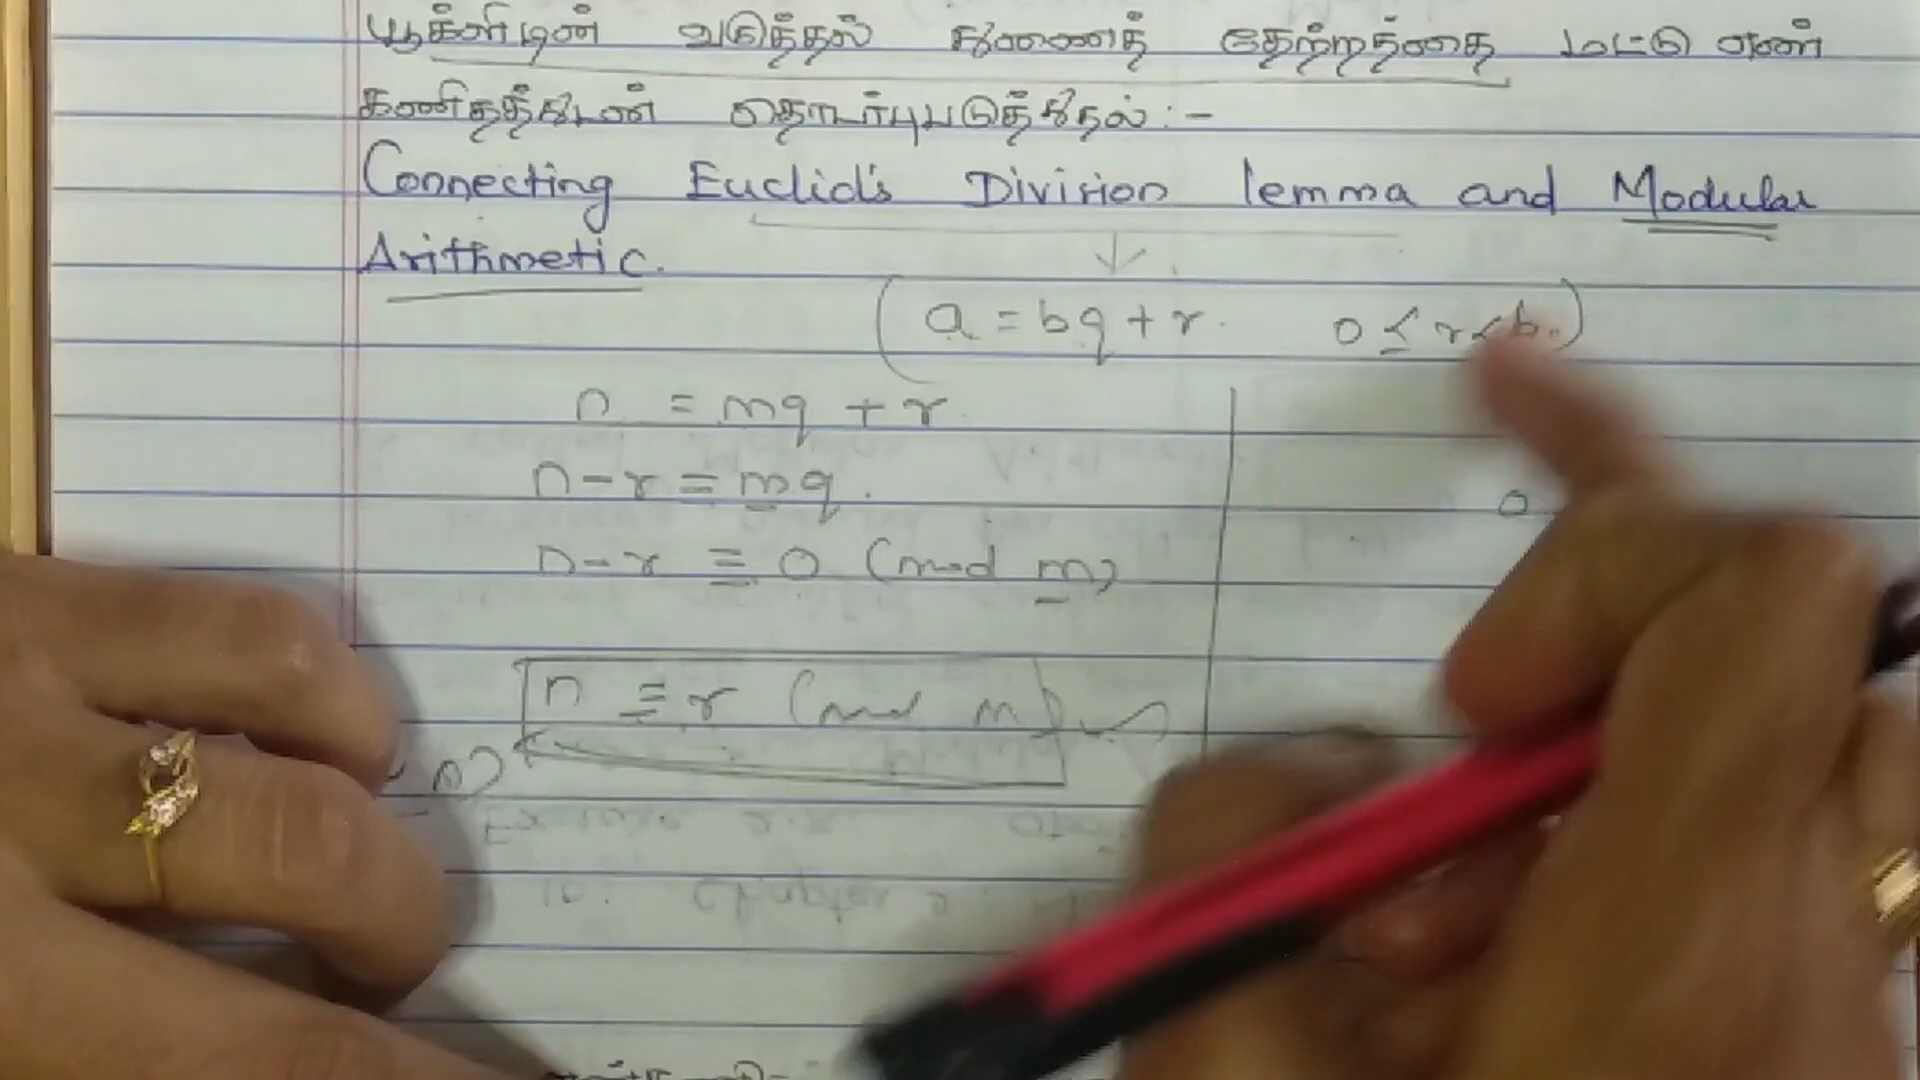 யூக்ளிடின் வகுத்தல் துணைத் தேற்றத்தை மட்டு எண்
கணிதத்துடன் தொடர்புபடுத்துதல் :-
Connecting Euclid's Division lemma and Modular
Arithmetic.
(a = bq + r. 0 ≤ r < b.)
n = mq + r
n - r = mq.
0
n - r ≡ 0 (mod m)
n ≡ r (mod m)